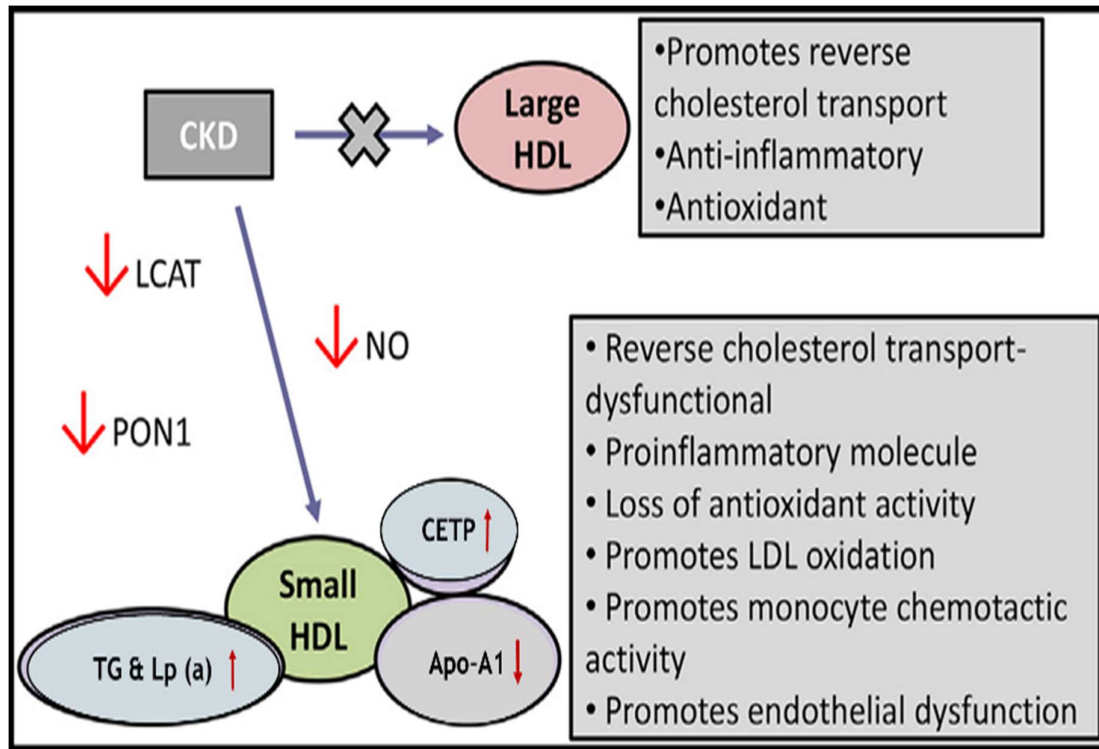 CKD
Large
HDL
•Promotes reverse
cholesterol transport
•Anti-inflammatory
•Antioxidant
LCAT
NO
PON1
CETP
Small
HDL
TG & Lp (a)
Apo-A1
• Reverse cholesterol transport-
dysfunctional
• Proinflammatory molecule
• Loss of antioxidant activity
• Promotes LDL oxidation
• Promotes monocyte chemotactic
activity
• Promotes endothelial dysfunction